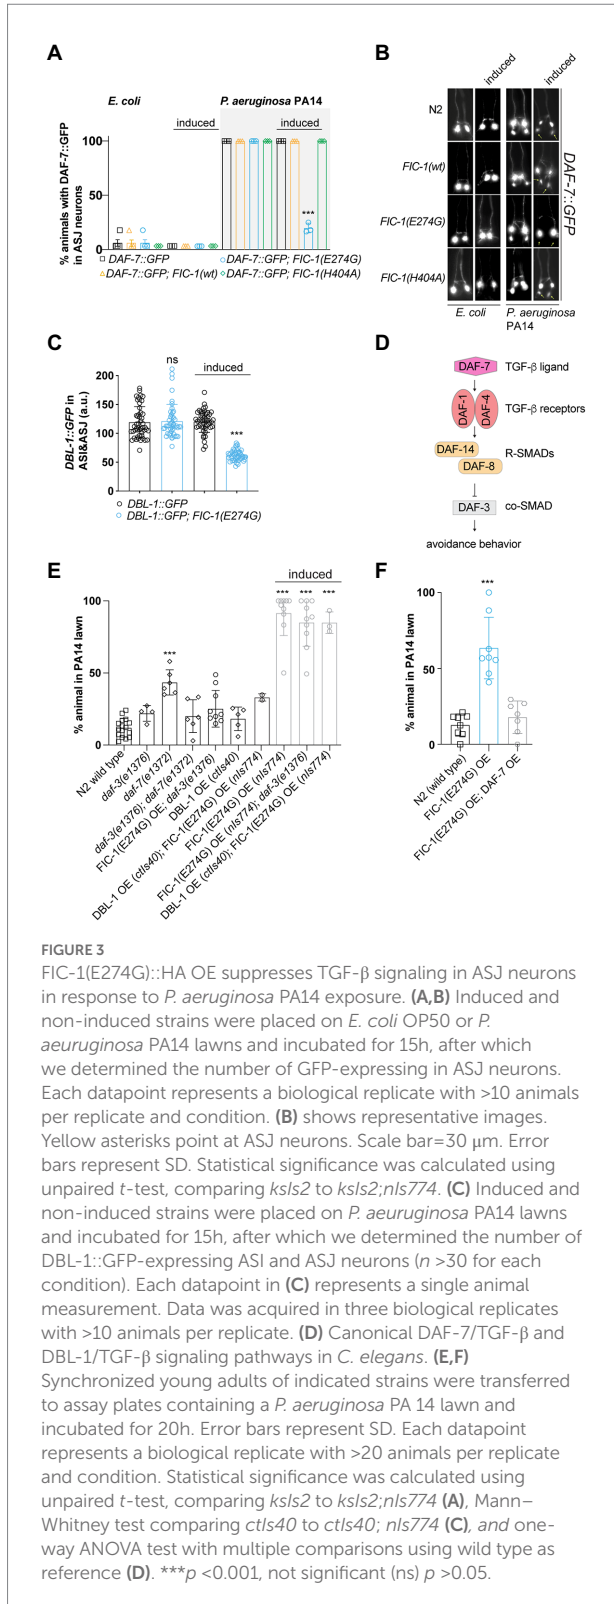 A
E. coli
P. aeruginosa PA14
induced
induced
% animals with DAF-7::GFP
in ASJ neurons
100
50
0
***
DAF-7::GFP
DAF-7::GFP; FIC-1(E274G)
DAF-7::GFP; FIC-1(wt)
DAF-7::GFP; FIC-1(H404A)
B
induced
induced
N2
FIC-1(wt)
FIC-1(E274G)
FIC-1(H404A)
DAF-7::GFP
E. coli
P. aeruginosa
PA14
C
ns
induced
***
DBL-1::GFP in
ASI&ASJ (a.u.)
250
200
150
100
50
0
DBL-1::GFP
DBL-1::GFP; FIC-1(E274G)
D
DAF-7
TGF-β ligand
DAF-1
DAF-4
TGF-β receptors
DAF-14
DAF-8
R-SMADs
DAF-3
co-SMAD
avoidance behavior
E
induced
***
***
***
***
% animal in PA14 lawn
100
50
0
N2 wild type
daf-3(e1376)
daf-7(e1372)
daf-3(e1376); daf-7(e1372)
FIC-1(E274G) OE; daf-3(e1376)
DBL-1 OE (ctls40)
DBL-1 OE (ctls40); FIC-1(E274G) OE (nls774)
FIC-1(E274G) OE (nls774)
FIC-1(E274G) OE (nls774); daf-3(e1376)
DBL-1 OE (ctls40); FIC-1(E274G) OE (nls774)
F
***
% animal in PA14 lawn
100
50
0
N2 (wild type)
FIC-1(E274G) OE
FIC-1(E274G) OE; DAF-7 OE
FIGURE 3
FIC-1(E274G)::HA OE suppresses TGF-β signaling in ASJ neurons
in response to P. aeruginosa PA14 exposure. (A,B) Induced and
non-induced strains were placed on E. coli OP50 or P.
aeuruginosa PA14 lawns and incubated for 15h, after which
we determined the number of GFP-expressing in ASJ neurons.
Each datapoint represents a biological replicate with >10 animals
per replicate and condition. (B) shows representative images.
Yellow asterisks point at ASJ neurons. Scale bar=30 μm. Error
bars represent SD. Statistical significance was calculated using
unpaired t-test, comparing ksls2 to ksls2;nls774. (C) Induced and
non-induced strains were placed on P. aeuruginosa PA14 lawns
and incubated for 15h, after which we determined the number of
DBL-1::GFP-expressing ASI and ASJ neurons (n >30 for each
condition). Each datapoint in (C) represents a single animal
measurement. Data was acquired in three biological replicates
with >10 animals per replicate. (D) Canonical DAF-7/TGF-β and
DBL-1/TGF-β signaling pathways in C. elegans. (E,F)
Synchronized young adults of indicated strains were transferred
to assay plates containing a P. aeruginosa PA 14 lawn and
incubated for 20h. Error bars represent SD. Each datapoint
represents a biological replicate with >20 animals per replicate
and condition. Statistical significance was calculated using
unpaired t-test, comparing ksls2 to ksls2;nls774 (A), Mann–
Whitney test comparing ctls40 to ctls40; nls774 (C), and one-
way ANOVA test with multiple comparisons using wild type as
reference (D). ***p <0.001, not significant (ns) p >0.05.